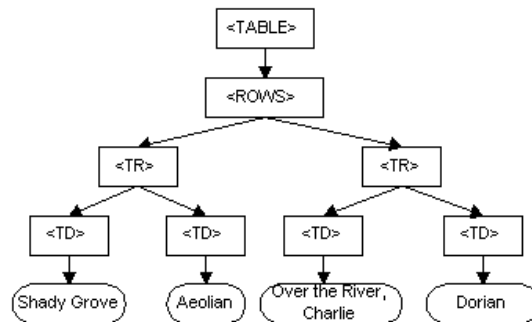 <TABLE>
<ROWS>
<TR>
<TR>
<TD>
<TD>
<TD>
<TD>
Shady Grove
Aeolian
Over the River,
Charlie
Dorian